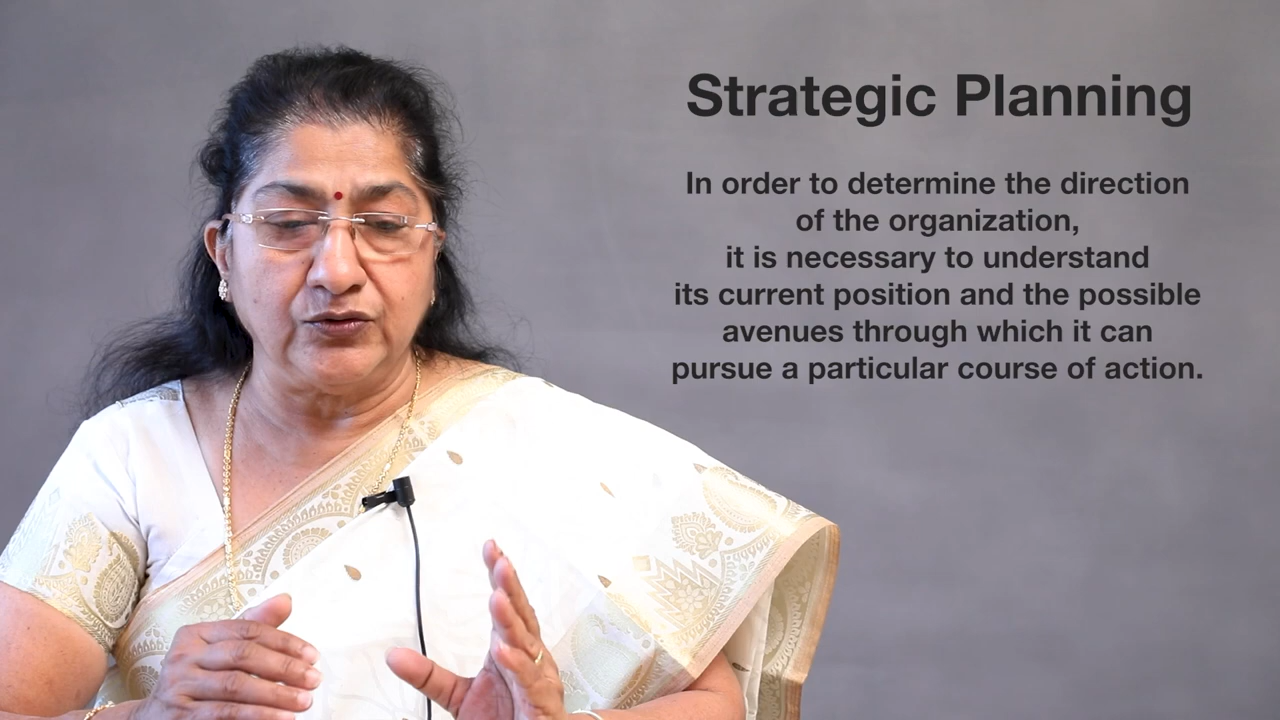 Strategic Planning
In order to determine the direction
of the organization,
it is necessary to understand
its current position and the possible
avenues through which it can
pursue a particular course of action.